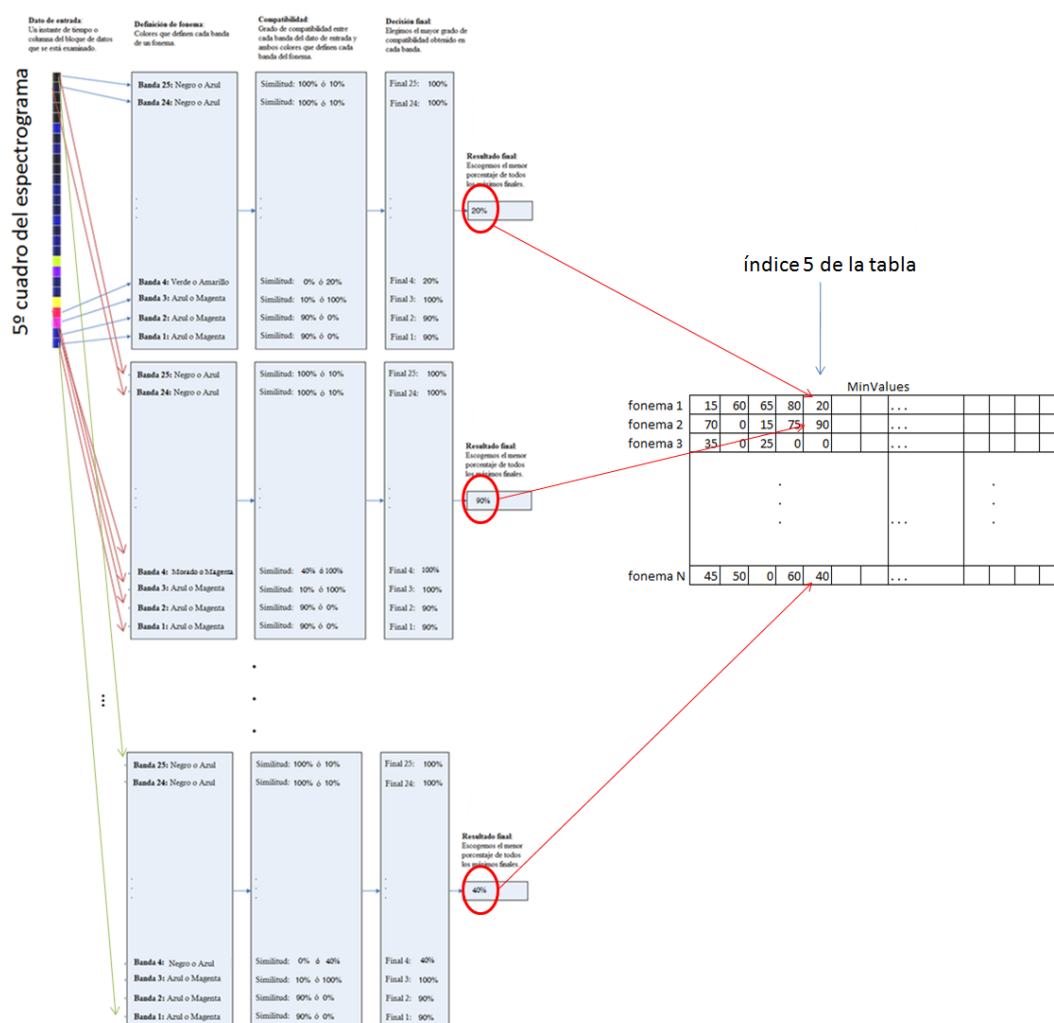 Dato de entrada:
Un instante de tiempo o
columna del bloque de datos
que se está examinado.
Definición de fonema:
Colores que definen cada banda
de un fonema.
Compatibilidad:
Grado de compatibilidad entre
cada banda del dato de entrada y
ambos colores que definen cada
banda del fonema.
Decisión final:
Elegimos el mayor grado de
compatibilidad obtenido en
cada banda.
5º cuadro del espectrograma
Banda 25: Negro o Azul
Similitud: 100% ó 10%
Final 25: 100%
Banda 24: Negro o Azul
Similitud: 100% ó 10%
Final 24: 100%
Resultado final:
Escogemos el menor
porcentaje de todos
los mínimos finales.
20%
Banda 4: Verde o Amarillo
Similitud: 0% ó 20%
Final 4: 20%
Banda 3: Azul o Magenta
Similitud: 10% ó 100%
Final 3: 100%
Banda 2: Azul o Magenta
Similitud: 90% ó 0%
Final 2: 90%
Banda 1: Azul o Magenta
Similitud: 90% ó 0%
Final 1: 90%
Banda 25: Negro o Azul
Similitud: 100% ó 10%
Final 25: 100%
Banda 24: Negro o Azul
Similitud: 100% ó 10%
Final 24: 100%
Resultado final:
Escogemos el menor
porcentaje de todos
los mínimos finales.
90%
Banda 4: Morado o Magenta
Similitud: 40% ó 100%
Final 4: 100%
Banda 3: Azul o Magenta
Similitud: 10% ó 100%
Final 3: 100%
Banda 2: Azul o Magenta
Similitud: 90% ó 0%
Final 2: 90%
Banda 1: Azul o Magenta
Similitud: 90% ó 0%
Final 1: 90%
...
Banda 25: Negro o Azul
Similitud: 100% ó 10%
Final 25: 100%
Banda 24: Negro o Azul
Similitud: 100% ó 10%
Final 24: 100%
Resultado final:
Escogemos el menor
porcentaje de todos
los mínimos finales.
40%
Banda 4: Negro o Azul
Similitud: 0% ó 40%
Final 4: 40%
Banda 3: Azul o Magenta
Similitud: 10% ó 100%
Final 3: 100%
Banda 2: Azul o Magenta
Similitud: 90% ó 0%
Final 2: 90%
Banda 1: Azul o Magenta
Similitud: 90% ó 0%
Final 1: 90%
índice 5 de la tabla
MinValues
fonema 1 15 60 65 80 20 ...
fonema 2 70 0 15 75 90
fonema 3 35 0 25 0 0
...
fonema N 45 50 0 60 40 ...